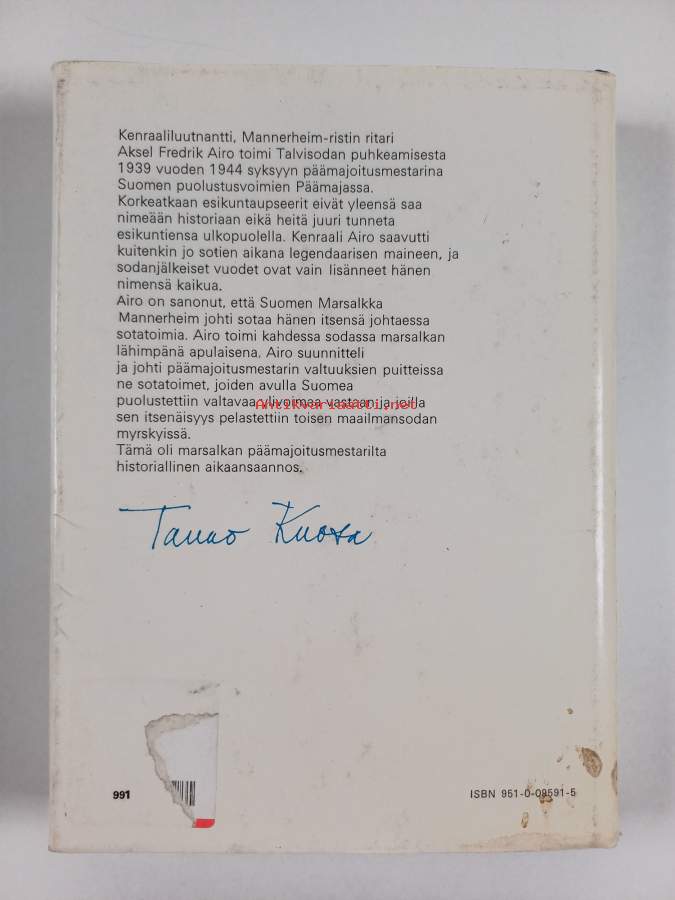 Kenraaliluutnantti, Mannerheim-ristin ritari
Aksel Fredrik Airo toimi Talvisodan puhkeamisesta
1939 vuoden 1944 syksyyn päämajoitusmestarina
Suomen puolustusvoimien Päämajassa.
Korkeatkaan esikuntaupseerit eivät yleensä saa
nimeään historiaan eikä heitä juuri tunneta
esikuntiensa ulkopuolella. Kenraali Airo saavutti
kuitenkin jo sotien aikana legendaarisen maineen, ja
sodanjälkeiset vuodet ovat vain lisänneet hänen
nimensä kaikua.
Airo on sanonut, että Suomen Marsalkka
Mannerheim johti sotaa hänen itsensä johtaessa
sotatoimia. Airo toimi kahdessa sodassa marsalkan
lähimpänä apulaisena. Airo suunnitteli
ja johti päämajoitusmestarin valtuuksien puitteissa
ne sotatoimet, joiden avulla Suomea
puolustettiin valtavaa ylivoimaa vastaan ja joilla
Antikvariaatti.net
sen itsenäisyys pelastettiin toisen maailmansodan
myrskyissä.
Tämä oli marsalkan päämajoitusmestarilta
historiallinen aikaansaannos.
Tauno Kuosa
991
ISBN 951-0-09591-5